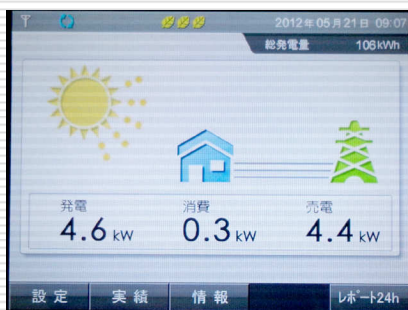 2012年05月21日 09:07
総発電量 106kWh
発電 消費 売電
4.6 kW 0.3 kW 4.4 kW
設定 実績 情報 レポート24h